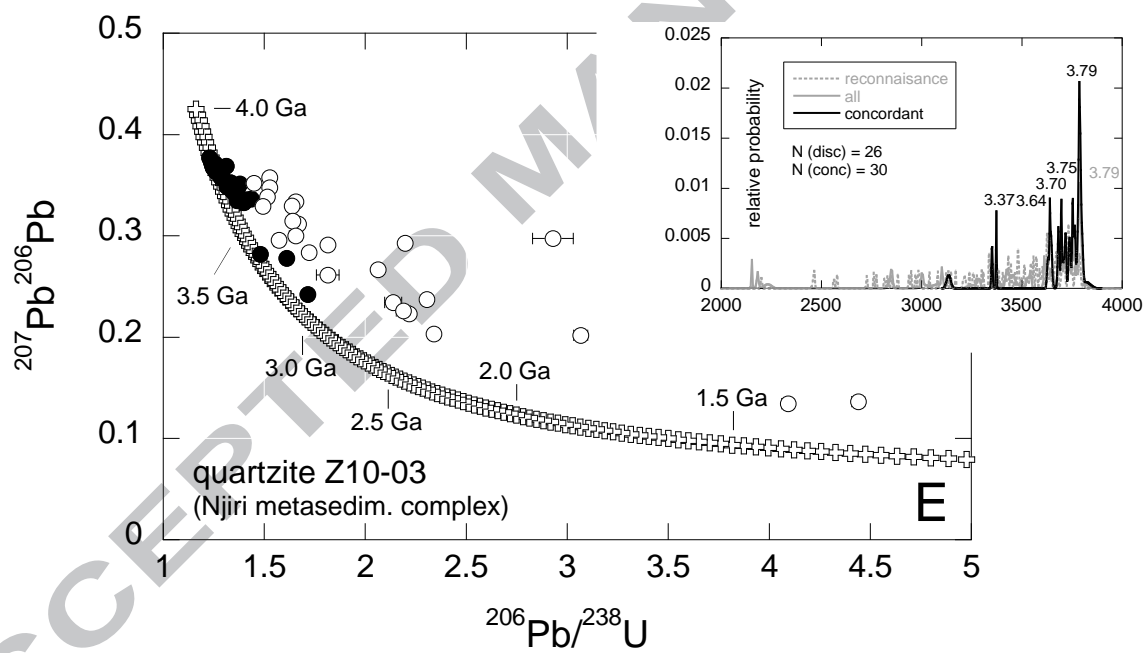 0.5
0.4
0.3
0.2
0.1
0
207Pb 206Pb
4.0 Ga
3.5 Ga
3.0 Ga
2.5 Ga
2.0 Ga
1.5 Ga
quartzite Z10-03
(Njiri metasedim. complex)
E
1 1.5 2 2.5 3 3.5 4 4.5 5
206Pb/238U
0.025
0.02
0.015
0.01
0.005
0
relative probability
reconnaisance
all
concordant
N (disc) = 26
N (conc) = 30
3.79
3.79
3.75
3.70
3.37 3.64
2000 2500 3000 3500 4000
CCEPTED MA